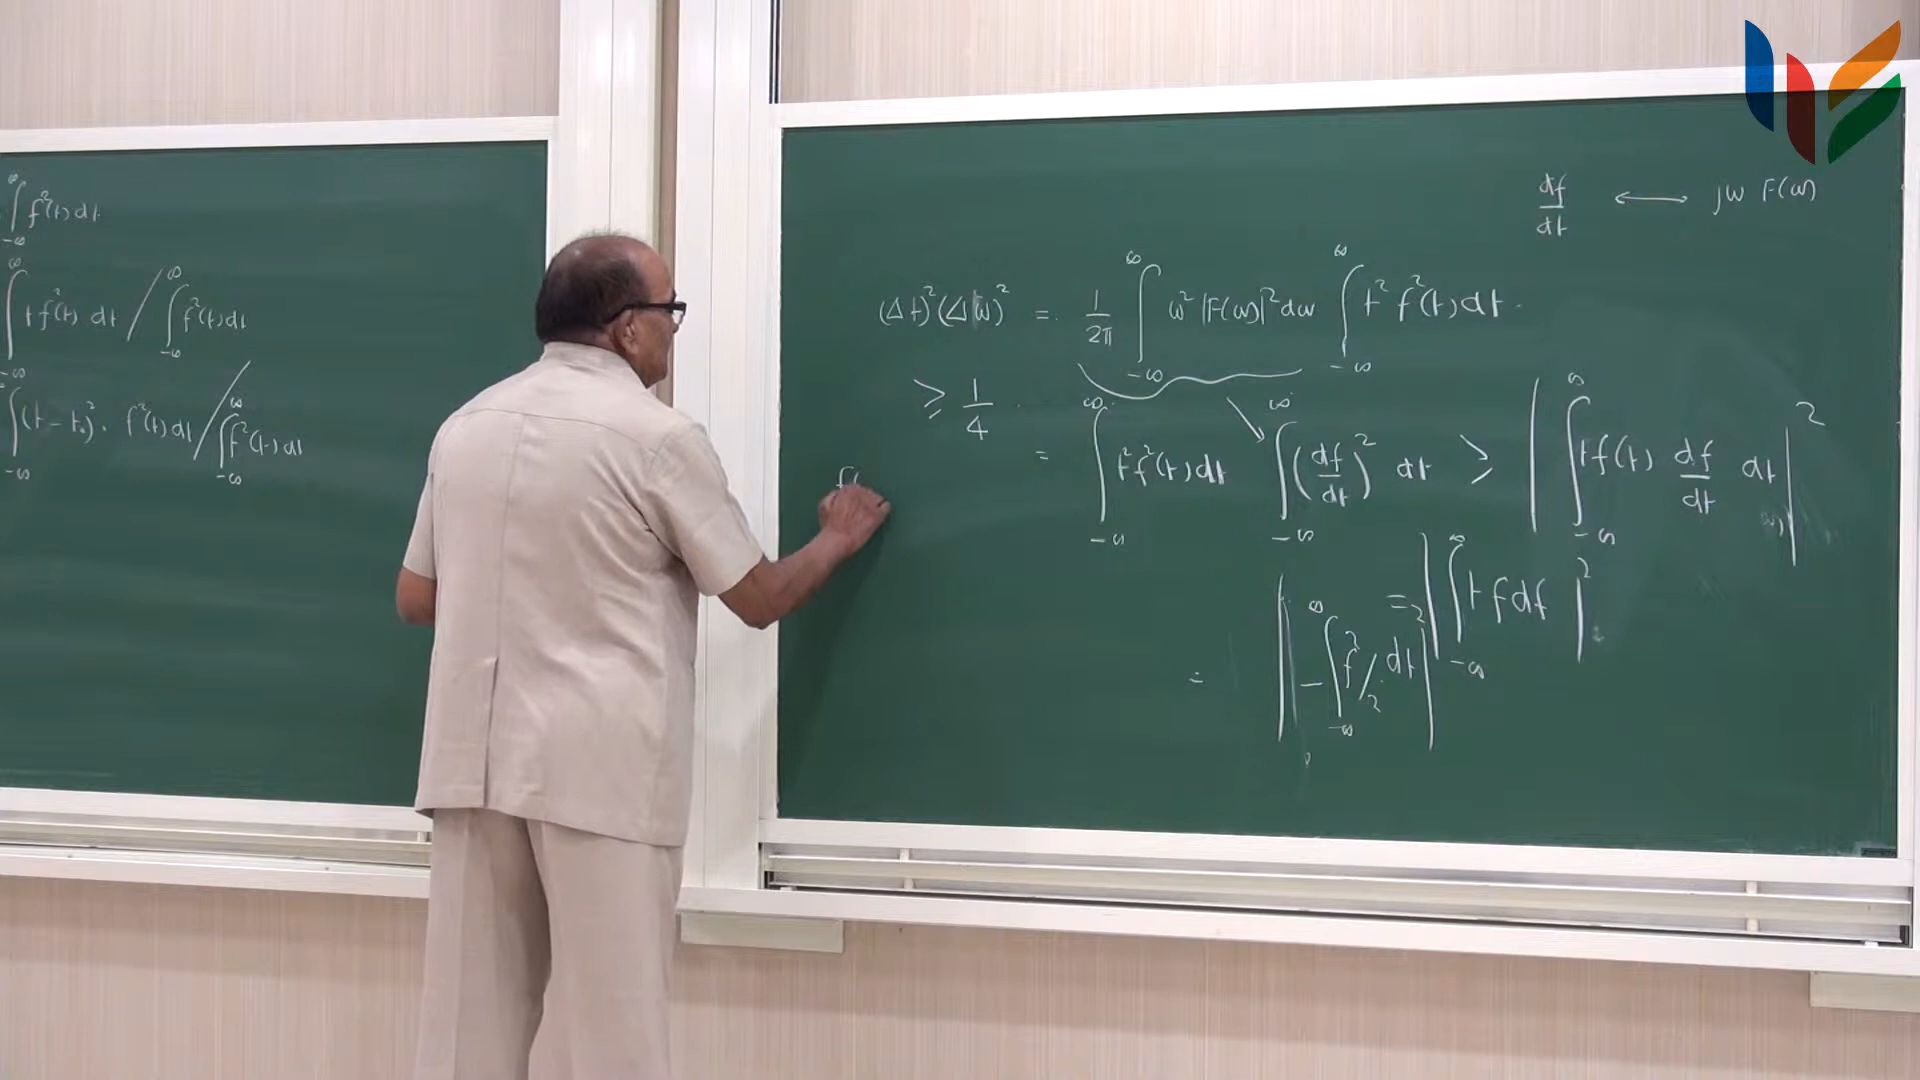 ∫_{-∞}^{∞} f²(t) dt
∫_{-∞}^{∞} t f²(t) dt / ∫_{-∞}^{∞} f²(t) dt
∫_{-∞}^{∞} (t - t₀)². f²(t) dt / ∫_{-∞}^{∞} f²(t) dt
df/dt ⟷ jω F(ω)
(Δt)² (Δω)² = 1/2π ∫_{-∞}^{∞} ω² |F(ω)|² dω ∫_{-∞}^{∞} t² f²(t) dt.
≥ 1/4
= ∫_{-∞}^{∞} t² f²(t) dt ∫_{-∞}^{∞} (df/dt)² dt ≥ |∫_{-∞}^{∞} t f(t) df/dt dt|²
f(
= |∫_{-∞}^{∞} t f df|²
= |-∫_{-∞}^{∞} f²/2 dt|²